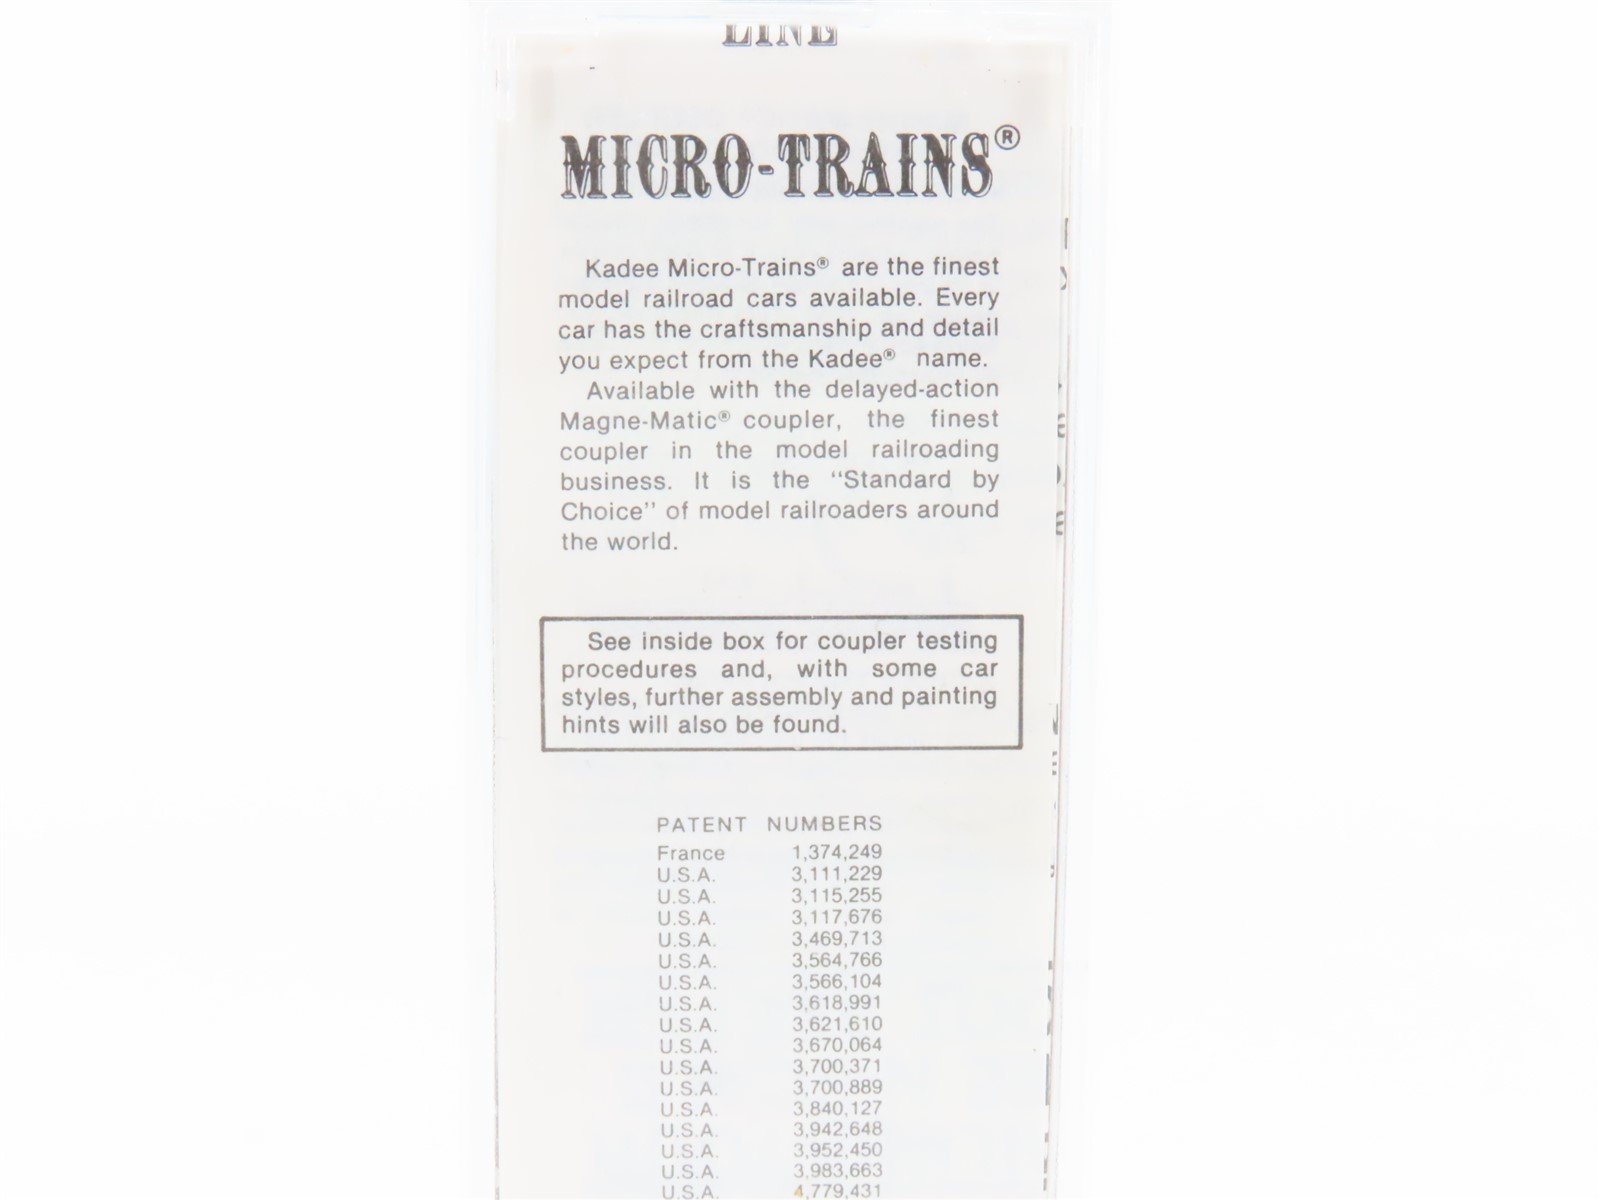 LINE
MICRO-TRAINS®
Kadee Micro-Trains® are the finest
model railroad cars available. Every
car has the craftsmanship and detail
you expect from the Kadee® name.
Available with the delayed-action
Magne-Matic® coupler, the finest
coupler in the model railroading
business. It is the "Standard by
Choice" of model railroaders around
the world.
See inside box for coupler testing
procedures and, with some car
styles, further assembly and painting
hints will also be found.
PATENT NUMBERS
France 1,374,249
U.S.A. 3,111,229
U.S.A. 3,115,255
U.S.A. 3,117,676
U.S.A. 3,469,713
U.S.A. 3,564,766
U.S.A. 3,566,104
U.S.A. 3,618,991
U.S.A. 3,621,610
U.S.A. 3,670,064
U.S.A. 3,700,371
U.S.A. 3,700,889
U.S.A. 3,840,127
U.S.A. 3,942,648
U.S.A. 3,952,450
U.S.A. 3,983,663
U.S.A. 4,779,431